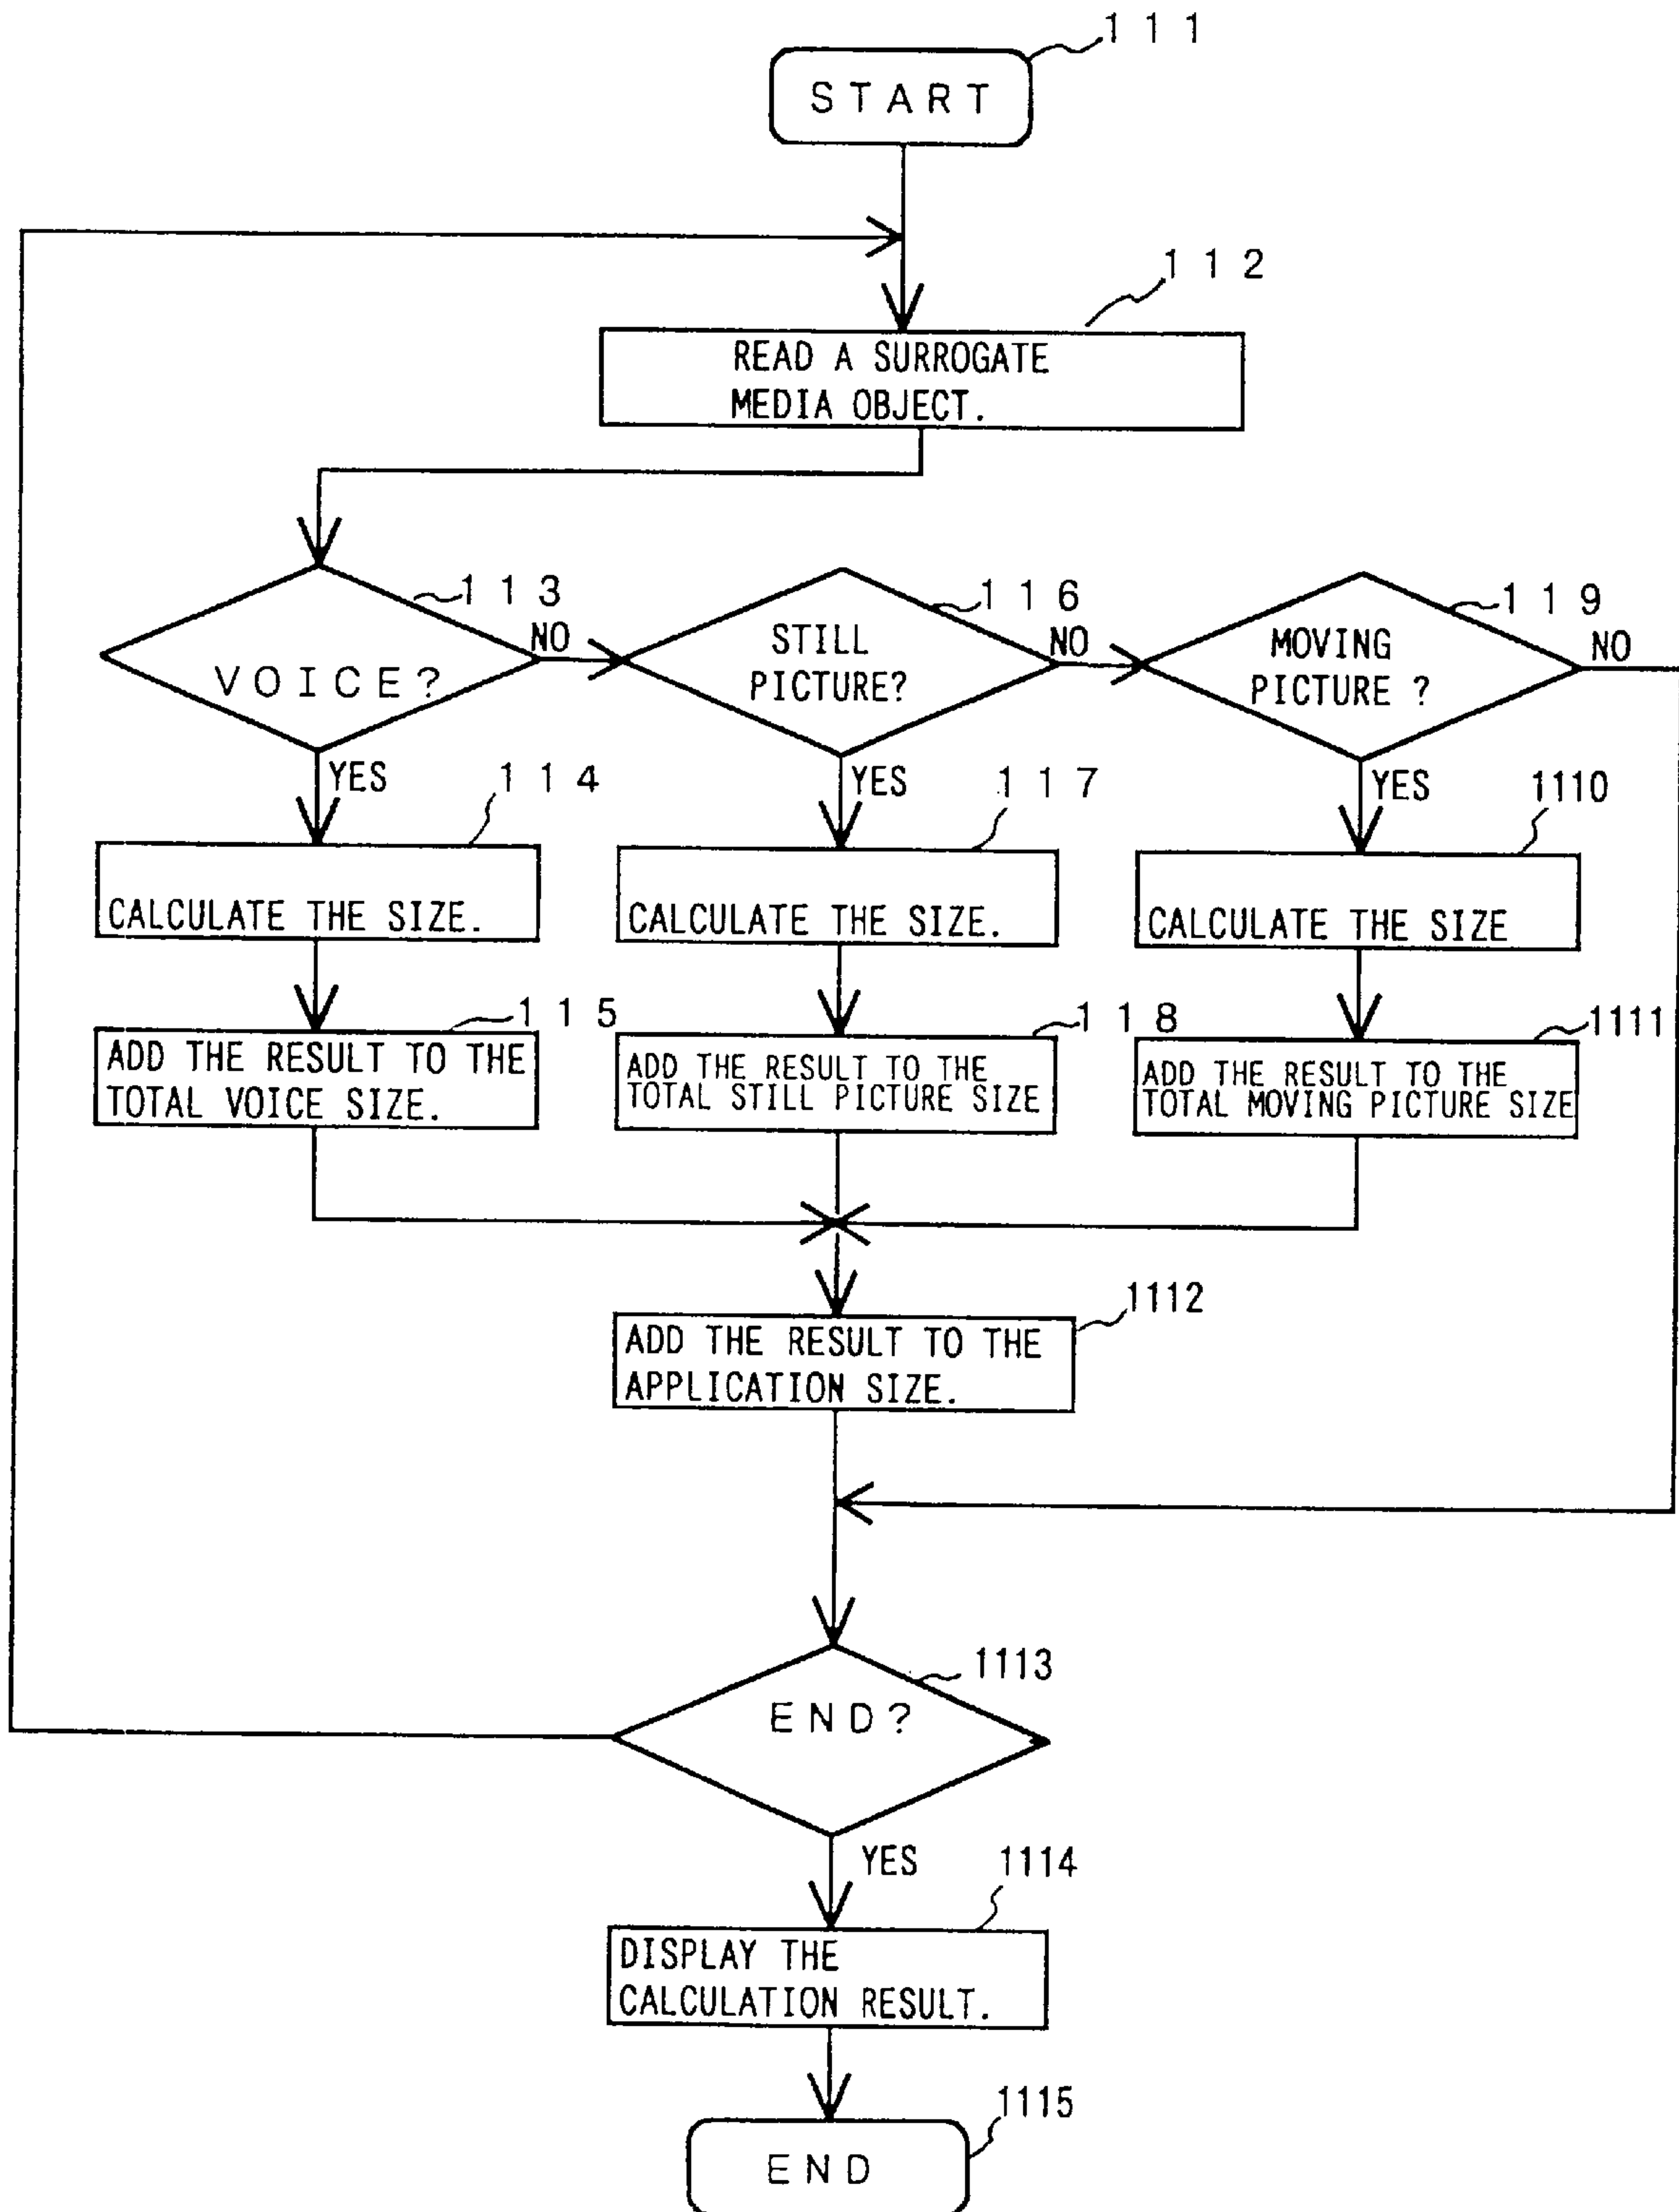 111
START
112
READ A SURROGATE
MEDIA OBJECT.
113
VOICE?
NO
116
STILL
PICTURE?
NO
119
MOVING
PICTURE ?
NO
YES
114
CALCULATE THE SIZE.
YES
117
CALCULATE THE SIZE.
YES
1110
CALCULATE THE SIZE
115
ADD THE RESULT TO THE
TOTAL VOICE SIZE.
118
ADD THE RESULT TO THE
TOTAL STILL PICTURE SIZE
1111
ADD THE RESULT TO THE
TOTAL MOVING PICTURE SIZE
1112
ADD THE RESULT TO THE
APPLICATION SIZE.
1113
END?
YES
1114
DISPLAY THE
CALCULATION RESULT.
1115
END